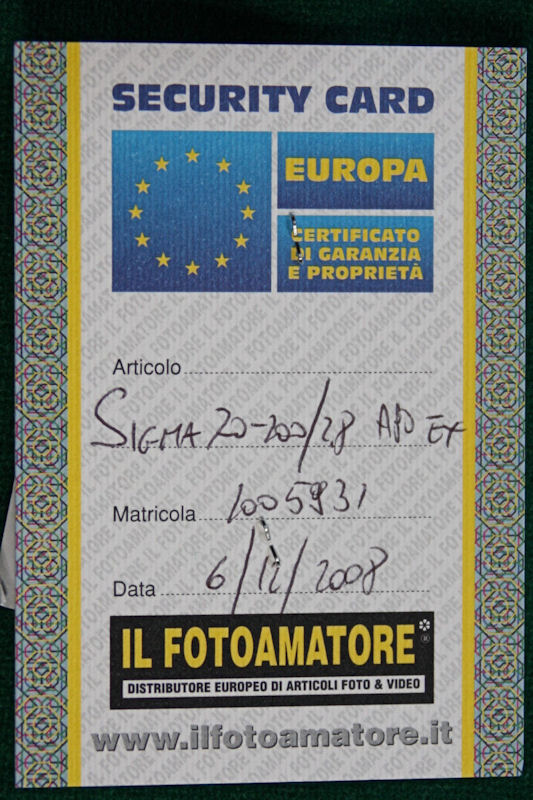 SECURITY CARD
EUROPA
CERTIFICATO
DI GARANZIA
E PROPRIETÀ
Articolo
SIGMA 70-200/2,8 APO EX
Matricola 1005931
Data 6/12/2008
IL FOTOAMATORE®
DISTRIBUTORE EUROPEO DI ARTICOLI FOTO & VIDEO
www.ilfotoamatore.it